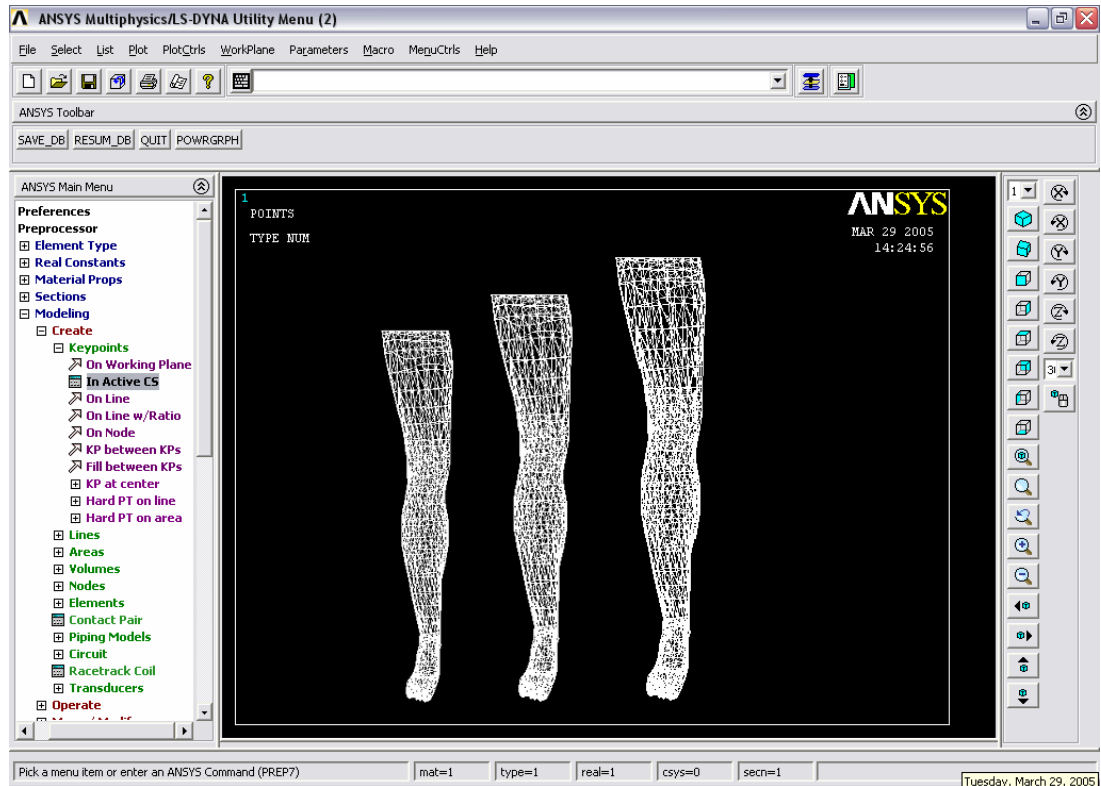 ANSYS Multiphysics/LS-DYNA Utility Menu (2)
File Select List Plot PlotCtrls WorkPlane Parameters Macro MenuCtrls Help
ANSYS Toolbar
SAVE_DB RESUM_DB QUIT POWRGRPH
ANSYS Main Menu
Preferences
Preprocessor
Element Type
Real Constants
Material Props
Sections
Modeling
Create
Keypoints
On Working Plane
In Active CS
On Line
On Line w/Ratio
On Node
KP between KPs
Fill between KPs
KP at center
Hard PT on line
Hard PT on area
Lines
Areas
Volumes
Nodes
Elements
Contact Pair
Piping Models
Circuit
Racetrack Coil
Transducers
Operate
1
POINTS
TYPE NUM
ANSYS
MAR 29 2005
14:24:56
1
X
X
Y
Y
Z
Z
Pick a menu item or enter an ANSYS Command (PREP7) mat=1 type=1 real=1 csys=0 secn=1
Tuesday, March 29, 2005